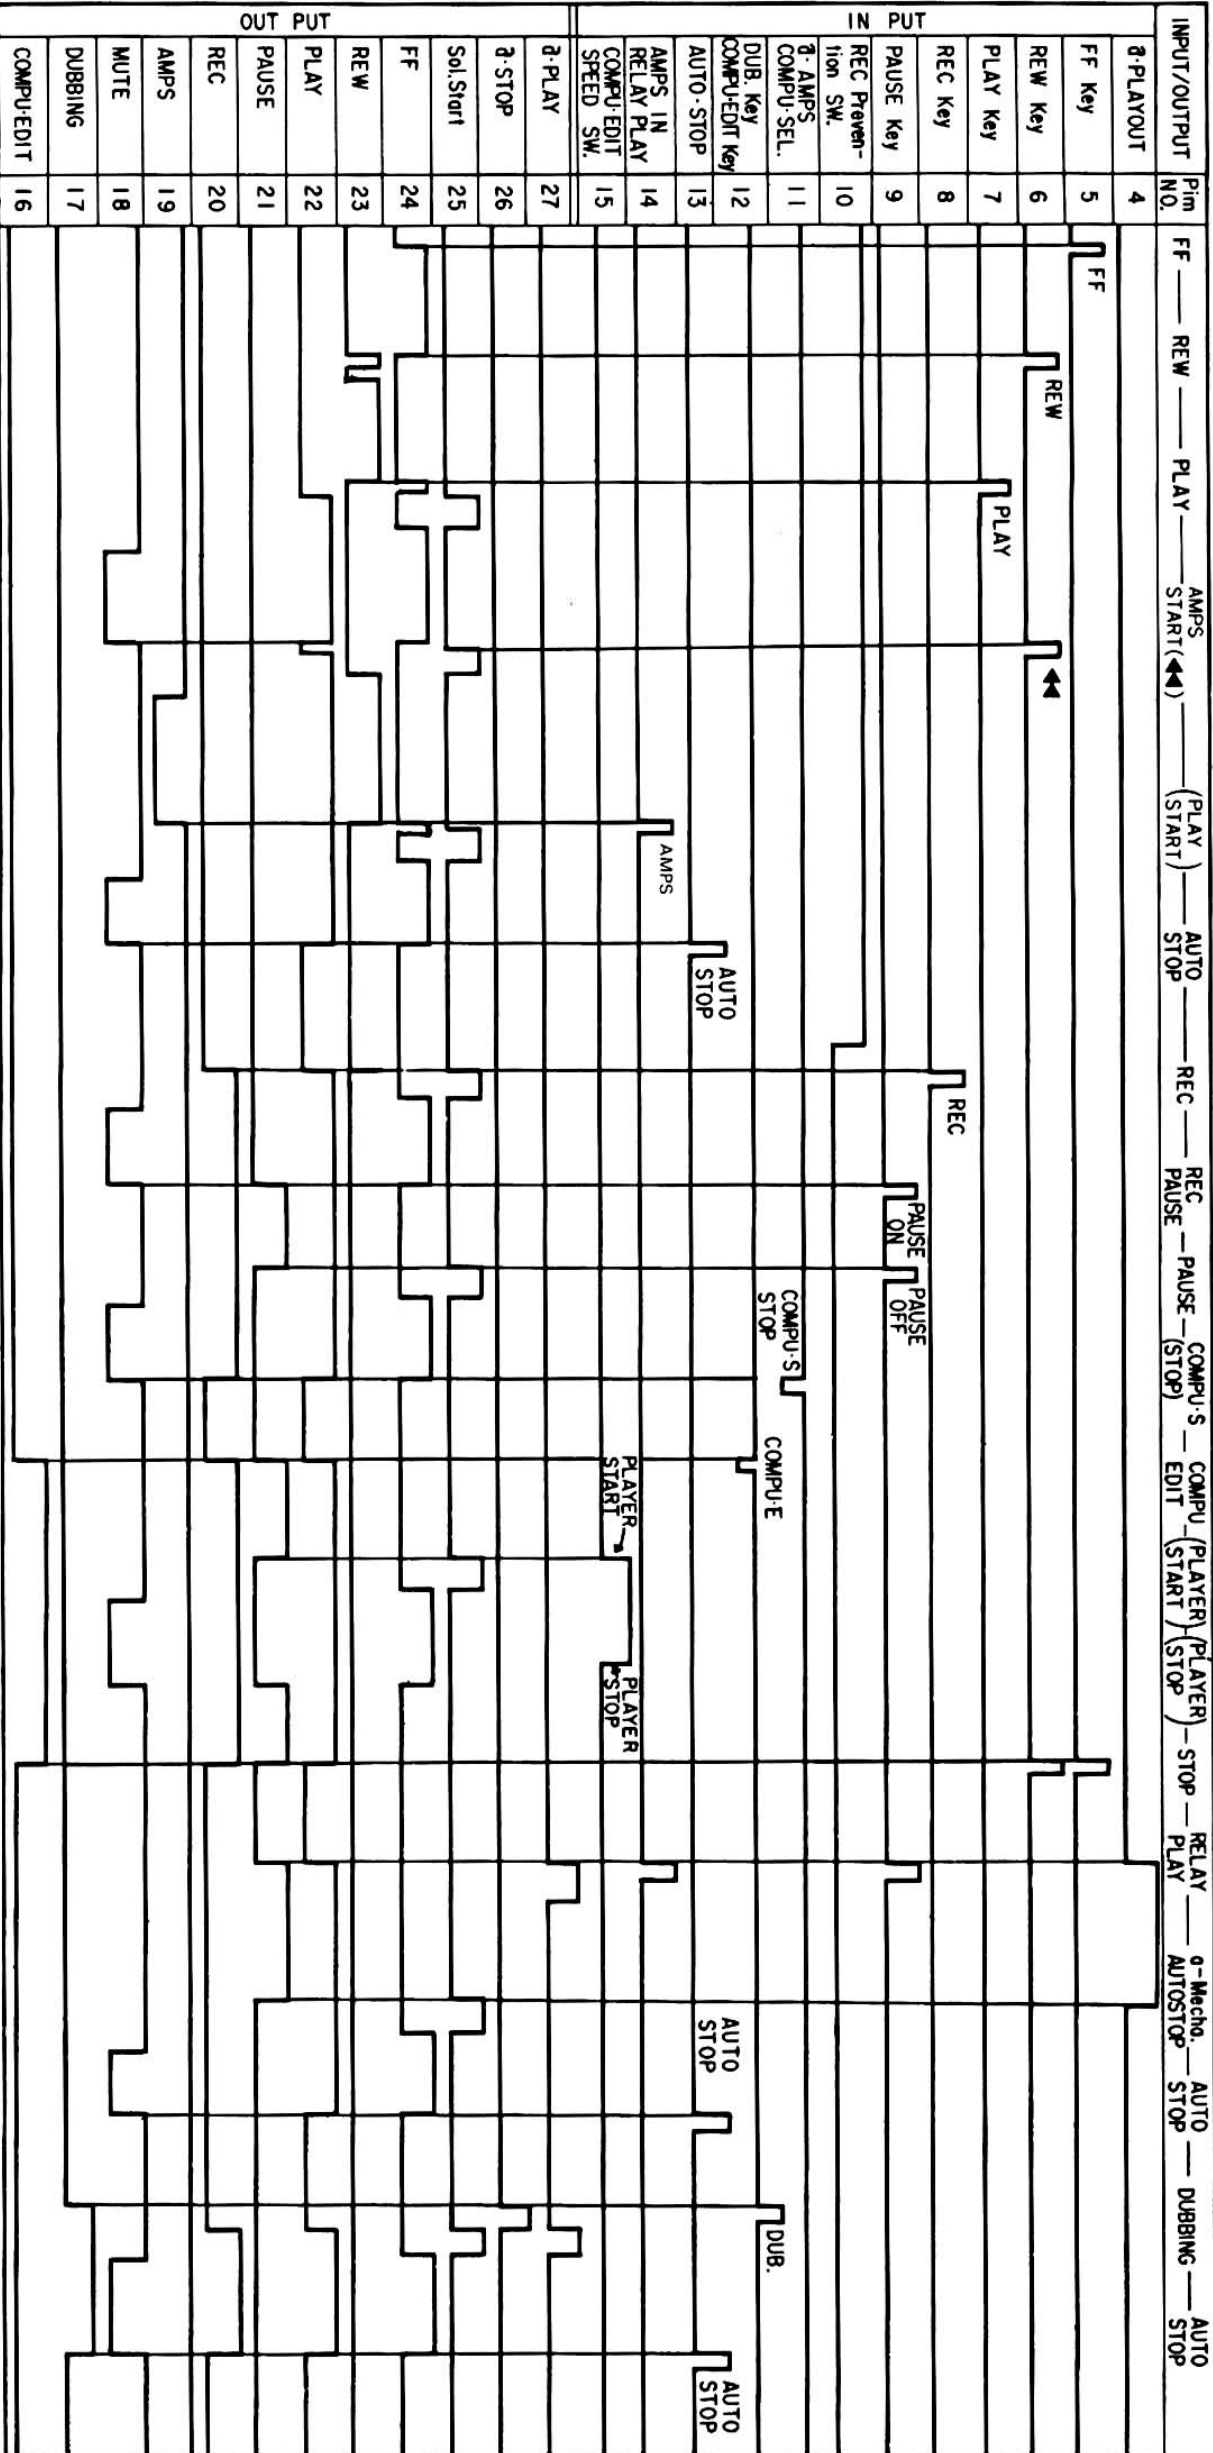 INPUT/OUTPUT
Pim
NO.
FF — REW — PLAY — AMPS START(◀◀) — (PLAY START) — AUTO STOP — REC — REC PAUSE — PAUSE — COMPU·S (STOP) — COMPU EDIT — (PLAYER START) — (PLAYER STOP) — STOP — RELAY PLAY — a-Mecha. AUTOSTOP — AUTO STOP — DUBBING — AUTO STOP
IN PUT
a·PLAYOUT 4
FF Key 5
FF
REW Key 6
REW
◀◀
PLAY Key 7
PLAY
REC Key 8
REC
PAUSE Key 9
PAUSE
ON
PAUSE
OFF
REC Preven-
tion SW. 10
a· AMPS
COMPU·SEL. 11
COMPU·S
STOP
DUB. Key
COMPU·EDIT Key 12
COMPU·E
DUB.
AUTO·STOP 13
AUTO
STOP
AUTO
STOP
AUTO
STOP
AMPS IN
RELAY PLAY 14
AMPS
COMPU·EDIT
SPEED SW. 15
PLAYER
START
PLAYER
STOP
OUT PUT
a·PLAY 27
a·STOP 26
Sol.Start 25
FF 24
REW 23
PLAY 22
PAUSE 21
REC 20
AMPS 19
MUTE 18
DUBBING 17
COMPU·EDIT 16